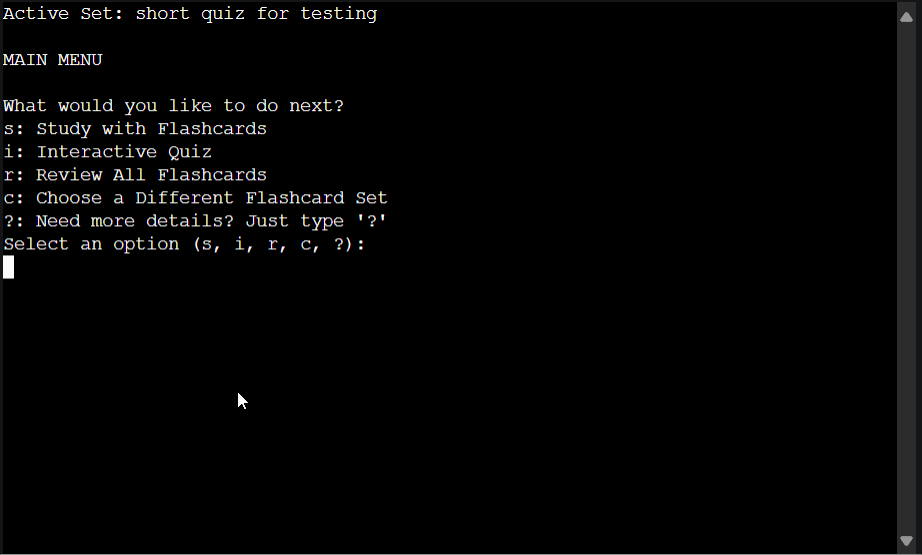 Active Set: short quiz for testing
MAIN MENU
What would you like to do next?
s: Study with Flashcards
i: Interactive Quiz
r: Review All Flashcards
c: Choose a Different Flashcard Set
?: Need more details? Just type '?'
Select an option (s, i, r, c, ?):